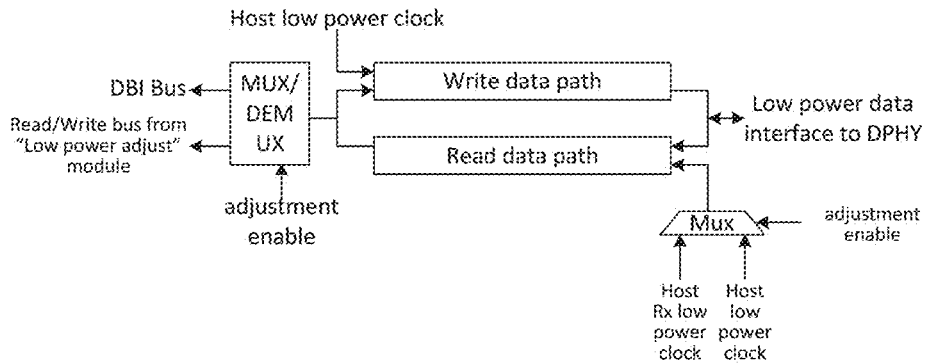 Host low power clock
DBI Bus
MUX/
DEM
UX
Write data path
Low power data
interface to DPHY
Read/Write bus from
"Low power adjust"
module
Read data path
adjustment
enable
Mux
adjustment
enable
Host
Rx low
power
clock
Host
low
power
clock